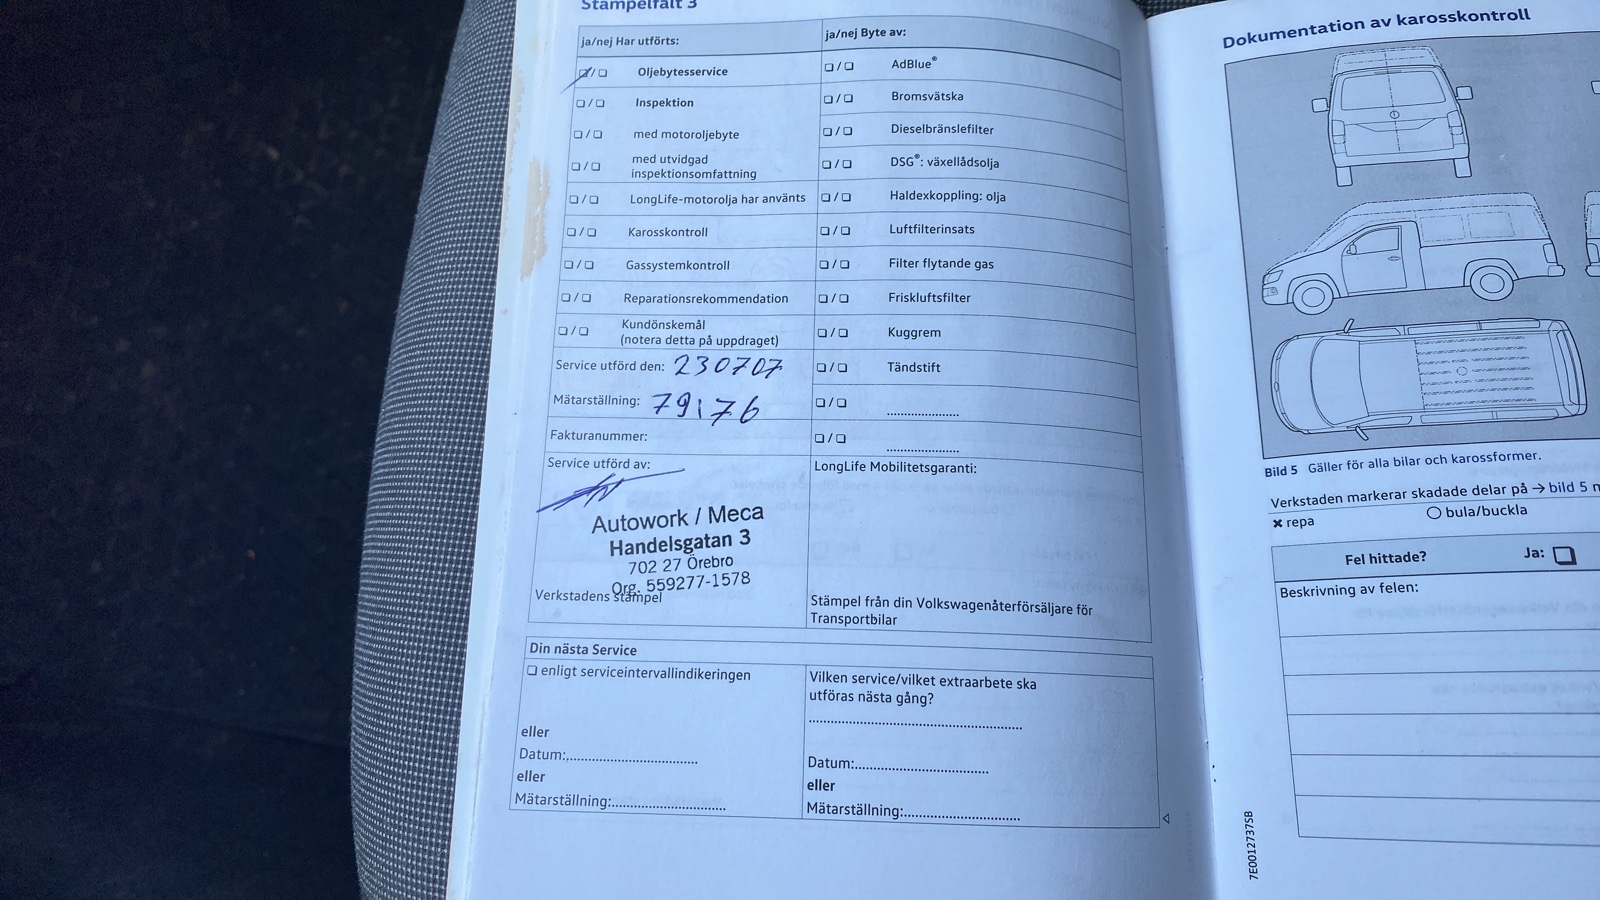 Stämpelfält 3
ja/nej Har utförts:
❑ / ❑ Oljebytesservice
❑ / ❑ Inspektion
❑ / ❑ med motoroljebyte
❑ / ❑ med utvidgad
inspektionsomfattning
❑ / ❑ LongLife-motorolja har använts
❑ / ❑ Karosskontroll
❑ / ❑ Gassystemkontroll
❑ / ❑ Reparationsrekommendation
❑ / ❑ Kundönskemål
(notera detta på uppdraget)
Service utförd den: 230707
Mätarställning: 79176
Fakturanummer:
Service utförd av:
Autowork / Meca
Handelsgatan 3
702 27 Örebro
Org. 559277-1578
Verkstadens stämpel
ja/nej Byte av:
❑ / ❑ AdBlue®
❑ / ❑ Bromsvätska
❑ / ❑ Dieselbränslefilter
❑ / ❑ DSG®: växellådsolja
❑ / ❑ Haldexkoppling: olja
❑ / ❑ Luftfilterinsats
❑ / ❑ Filter flytande gas
❑ / ❑ Friskluftsfilter
❑ / ❑ Kuggrem
❑ / ❑ Tändstift
❑ / ❑ ....................
❑ / ❑ ....................
LongLife Mobilitetsgaranti:
Stämpel från din Volkswagenåterförsäljare för
Transportbilar
Din nästa Service
❑ enligt serviceintervallindikeringen
eller
Datum:..............................
eller
Mätarställning:..........................
Vilken service/vilket extraarbete ska
utföras nästa gång?
..................................................
Datum:..............................
eller
Mätarställning:...........................
Dokumentation av karosskontroll
Bild 5 Gäller för alla bilar och karossformer.
Verkstaden markerar skadade delar på → bild 5
✖ repa ○ bula/buckla
Fel hittade? Ja: ❑
Beskrivning av felen:
7E0012737SB